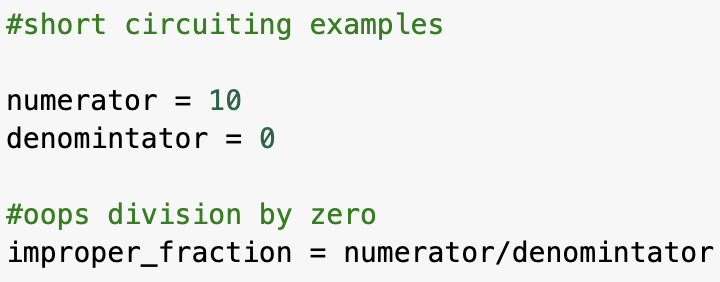 #short circuiting examples
numerator = 10
denomintator = 0
#oops division by zero
improper_fraction = numerator/denomintator